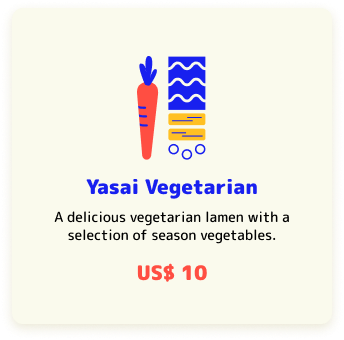 Yasai Vegetarian
A delicious vegetarian lamen with a
selection of season vegetables.
US$ 10